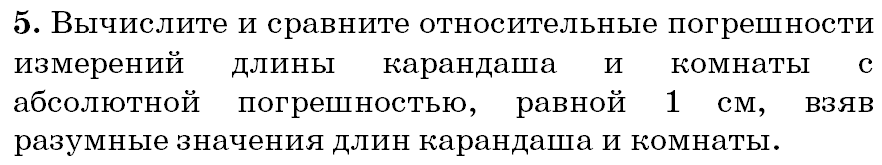 5. Вычислите и сравните относительные погрешности
измерений длины карандаша и комнаты с
абсолютной погрешностью, равной 1 см, взяв
разумные значения длин карандаша и комнаты.